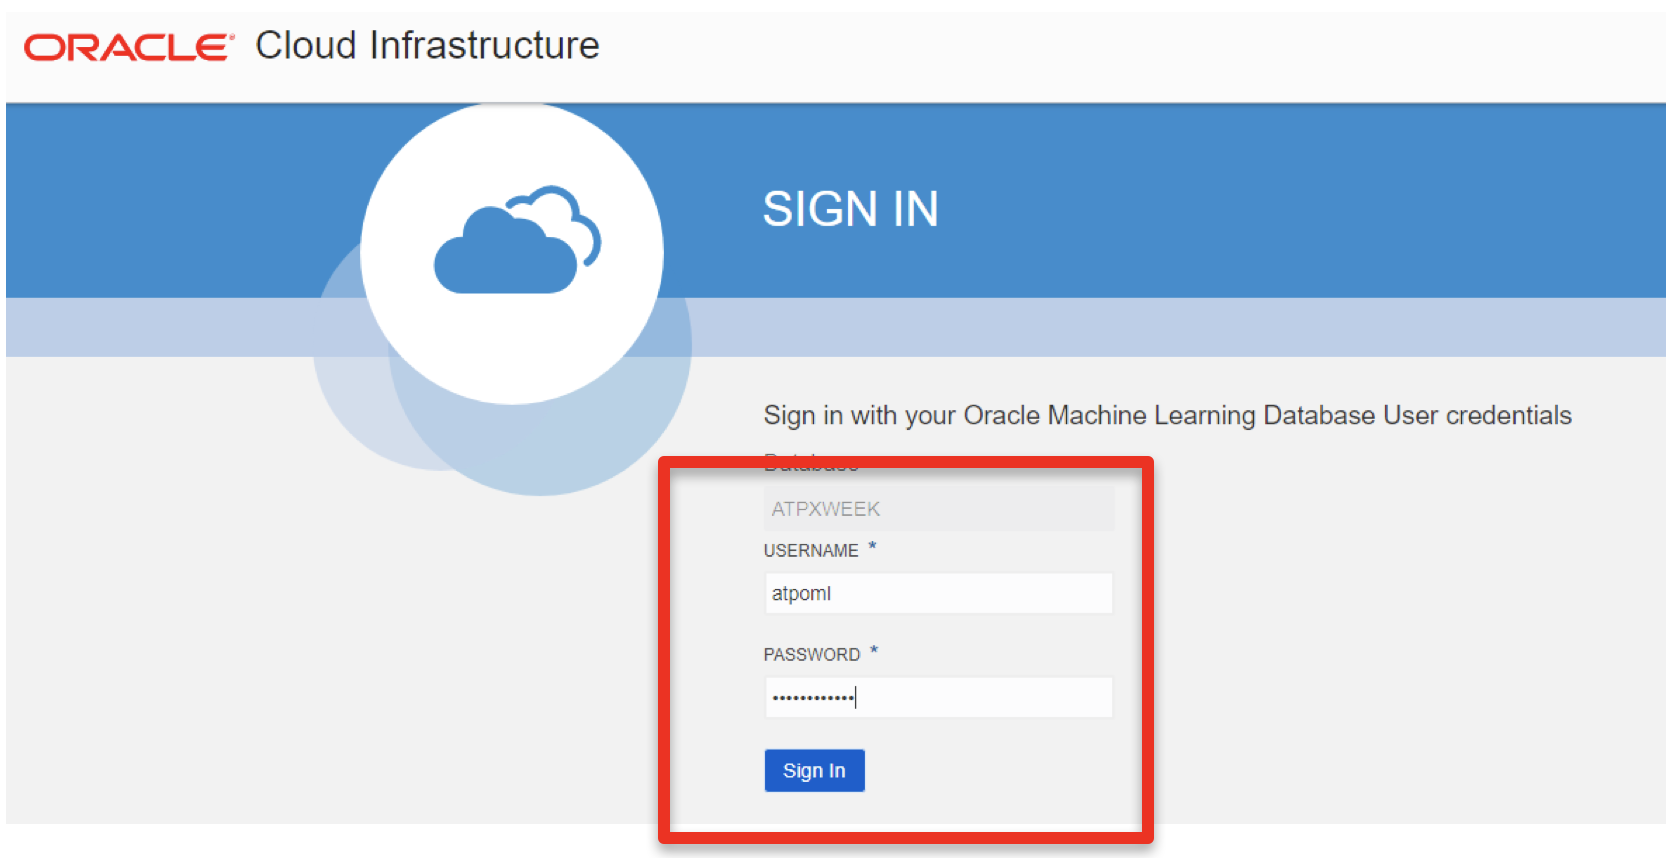 ORACLE® Cloud Infrastructure
SIGN IN
Sign in with your Oracle Machine Learning Database User credentials
Database
ATPXWEEK
USERNAME *
atpoml
PASSWORD *
••••••••••••
Sign In